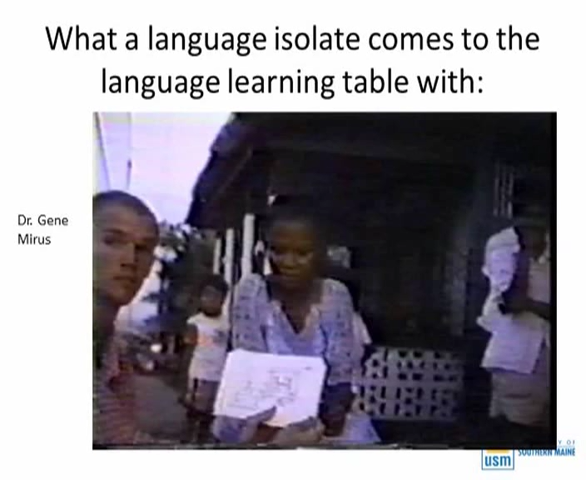 What a language isolate comes to the
language learning table with:
Dr. Gene
Mirus
usm
SOUTHERN MAINE